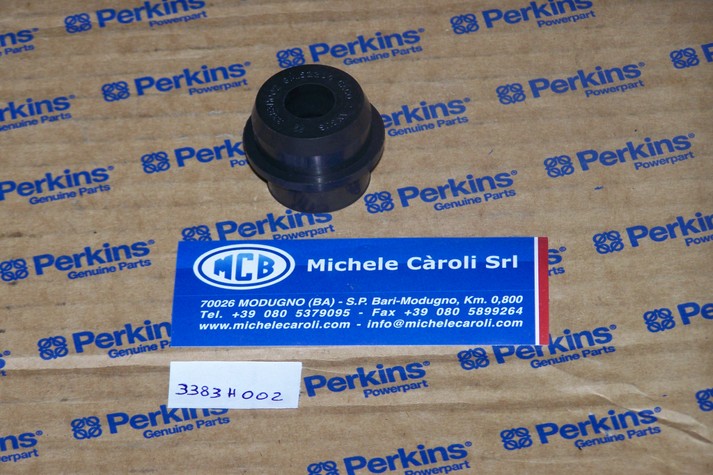 Perkins
Powerpart
Perkins
Genuine Parts
MCB Michele Càroli Srl
70026 MODUGNO (BA) - S.P. Bari-Modugno, Km. 0,800
Tel. +39 080 5379095 - Fax +39 080 5899264
www.michelecaroli.com - info@michelecaroli.com
3383H002